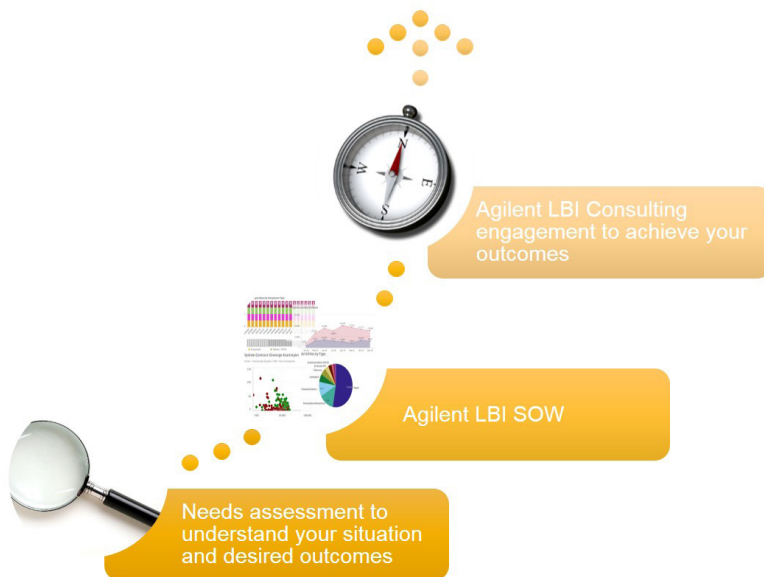 N
W
E
S
Agilent LBI Consulting
engagement to achieve your
outcomes
Agilent LBI SOW
Needs assessment to
understand your situation
and desired outcomes